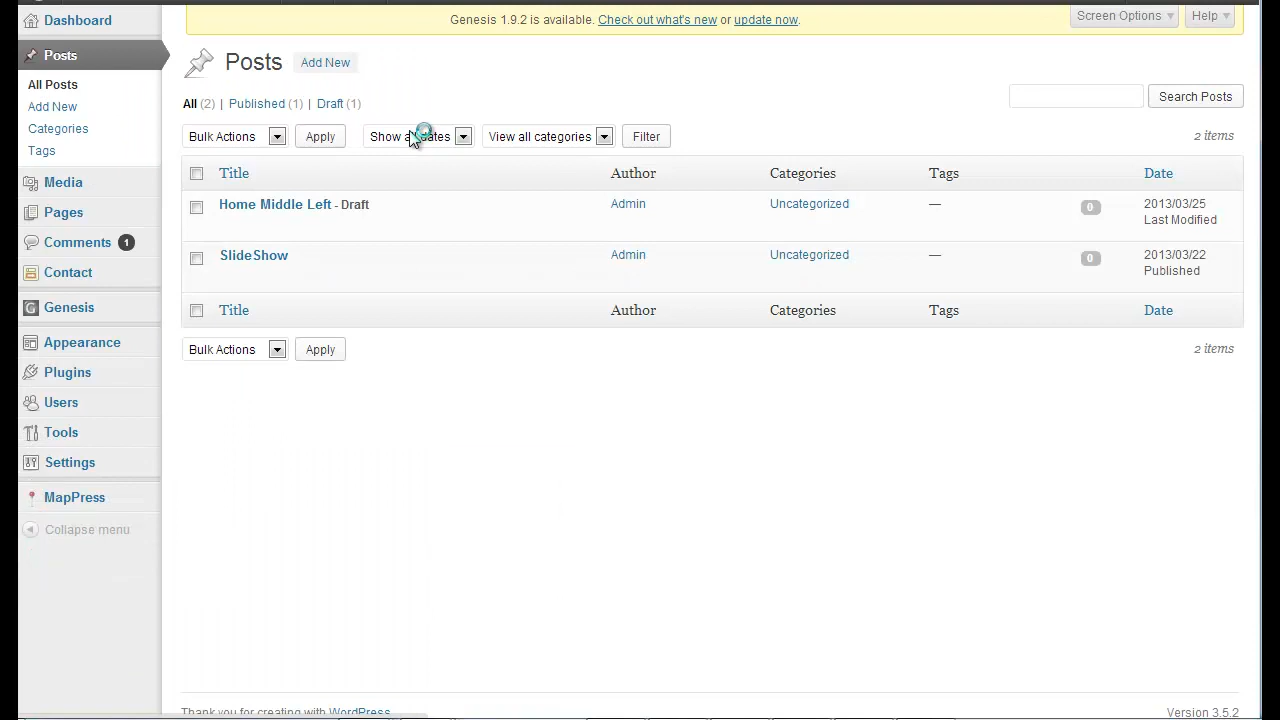 Dashboard
Genesis 1.9.2 is available. Check out what's new or update now.
Screen Options
Help
Posts
Posts
Add New
All Posts
Add New
Categories
Tags
All (2) | Published (1) | Draft (1)
Search Posts
Bulk Actions
Apply
Show all dates
View all categories
Filter
2 items
Title
Author
Categories
Tags
Date
Home Middle Left - Draft
Admin
Uncategorized
—
0
2013/03/25
Last Modified
SlideShow
Admin
Uncategorized
—
0
2013/03/22
Published
Title
Author
Categories
Tags
Date
Bulk Actions
Apply
2 items
Media
Pages
Comments 1
Contact
G Genesis
Appearance
Plugins
Users
Tools
Settings
MapPress
Collapse menu
Thank you for creating with WordPress
Version 3.5.2